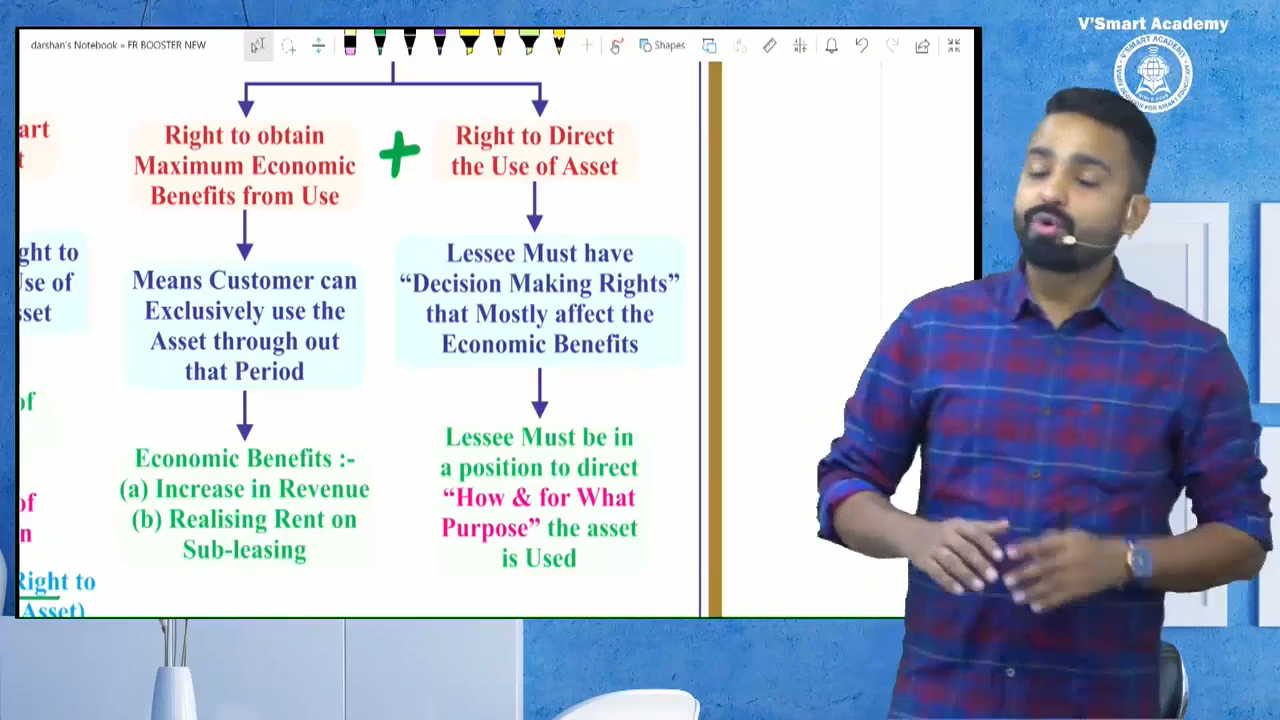 V'Smart Academy
darshan's Notebook » FR BOOSTER NEW
Shapes
art
t
Right to obtain
Maximum Economic
Benefits from Use
+
Right to Direct
the Use of Asset
ght to
Use of
sset
Means Customer can
Exclusively use the
Asset through out
that Period
Lessee Must have
“Decision Making Rights”
that Mostly affect the
Economic Benefits
of
of
n
Right to
Asset)
Economic Benefits :-
(a) Increase in Revenue
(b) Realising Rent on
Sub-leasing
Lessee Must be in
a position to direct
“How & for What
Purpose” the asset
is Used